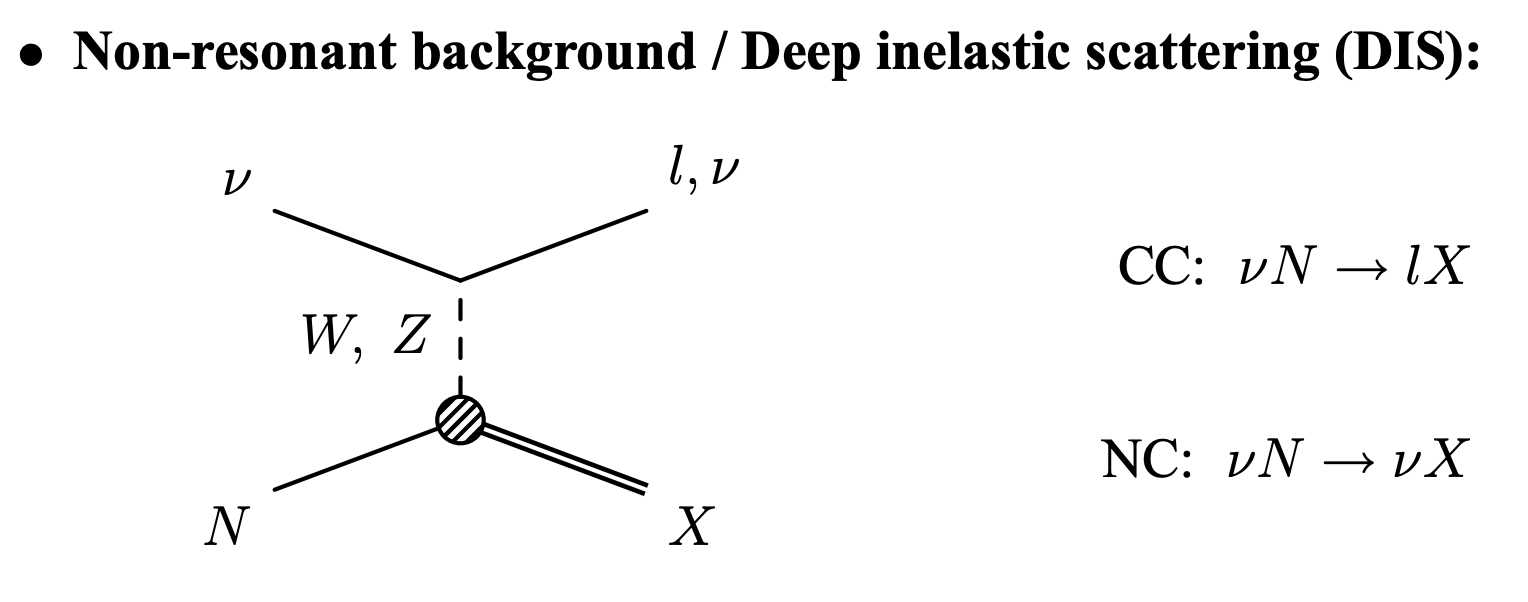 • Non-resonant background / Deep inelastic scattering (DIS):
ν
l, ν
CC: νN → lX
W, Z
NC: νN → νX
N
X